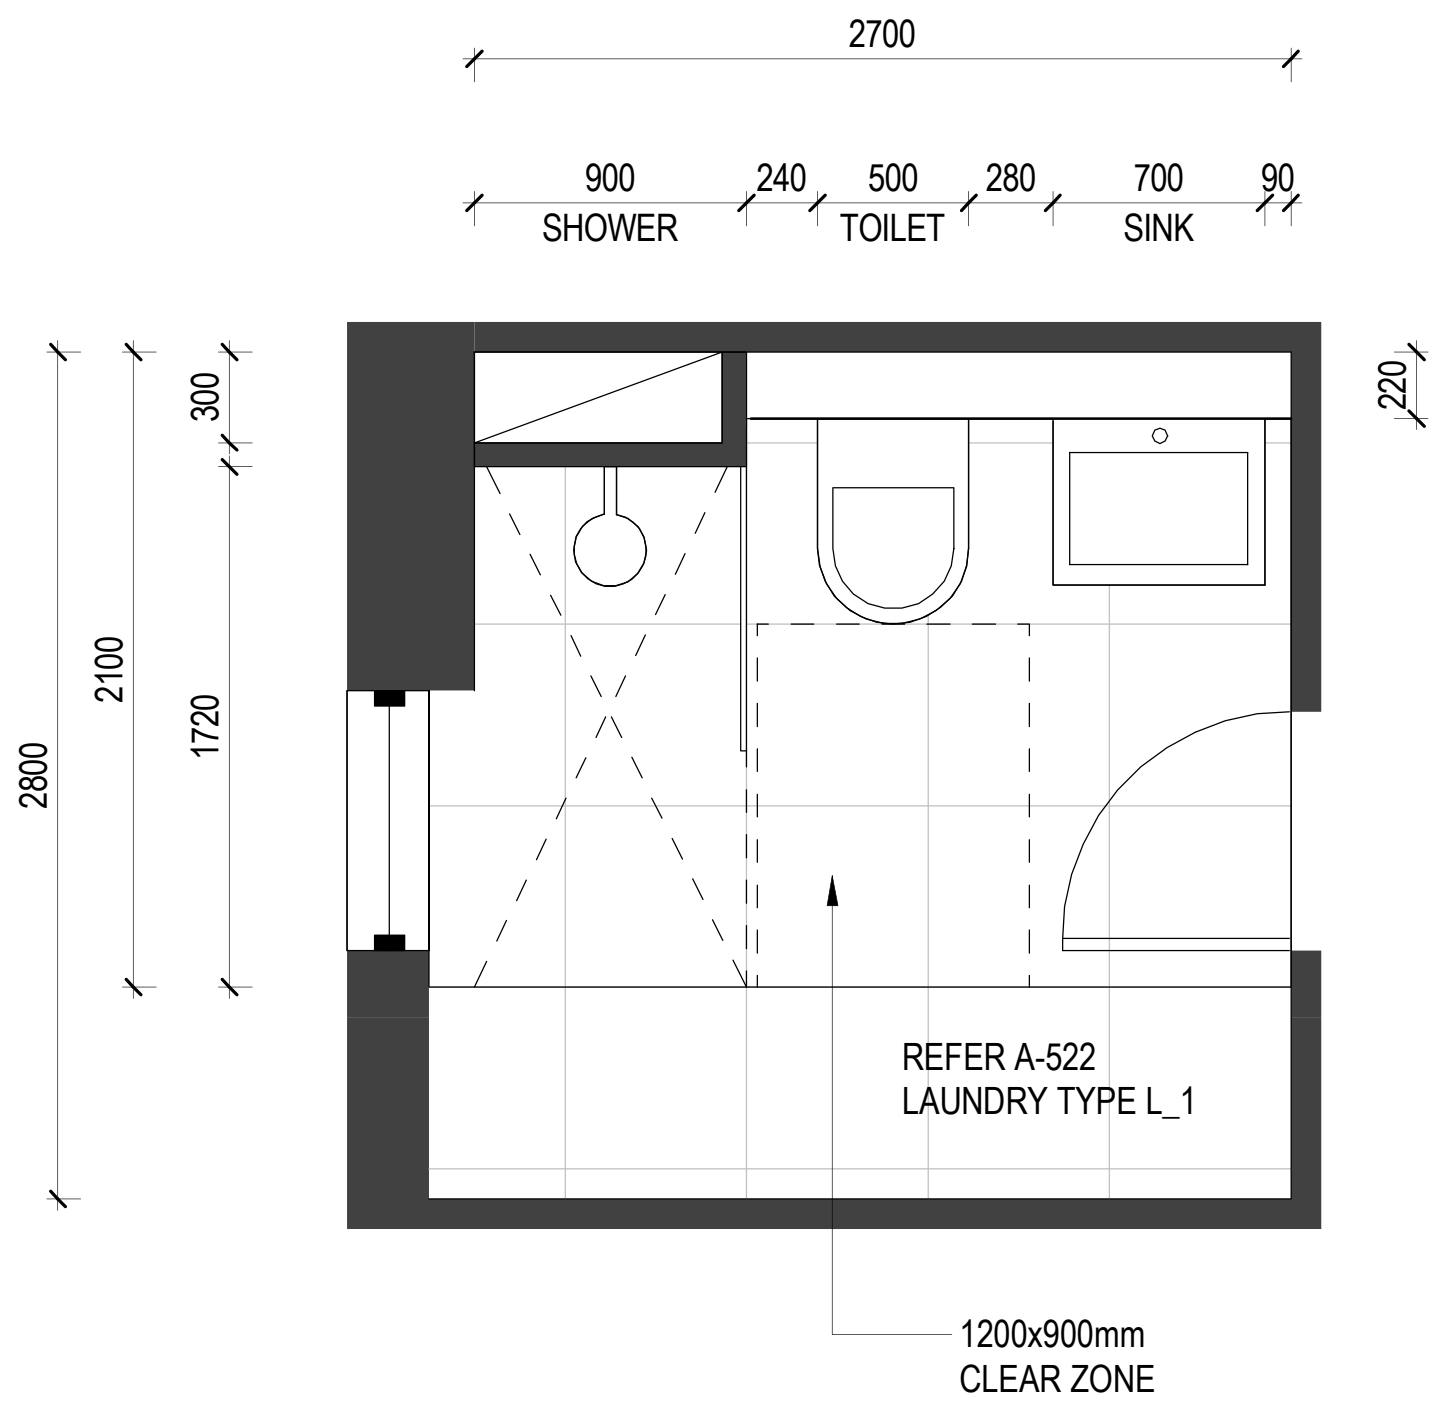 2700
900 240 500 280 700 90
SHOWER TOILET SINK
300
220
2100
1720
2800
REFER A-522
LAUNDRY TYPE L_1
1200x900mm
CLEAR ZONE